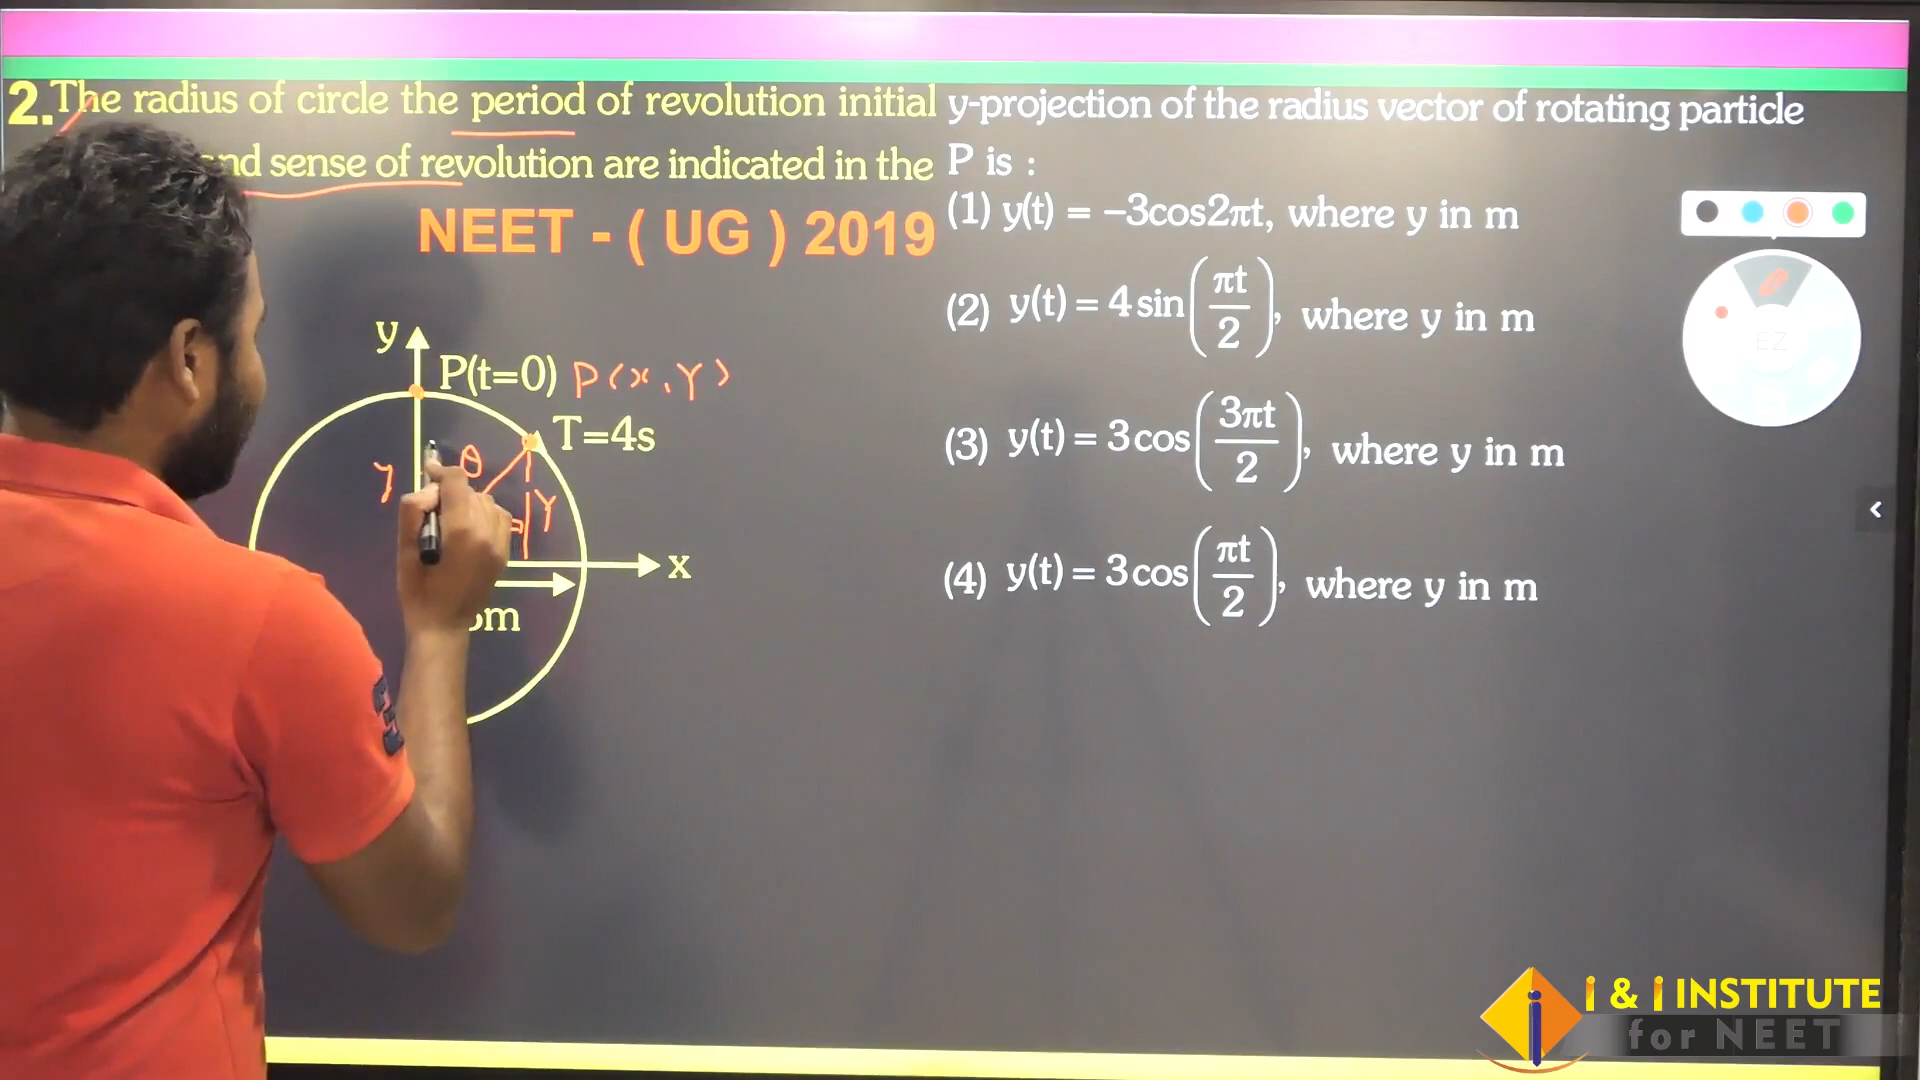 2. The radius of circle the period of revolution initial
and sense of revolution are indicated in the
NEET - ( UG ) 2019
y
P(t=0) P(x,Y)
T=4s
θ
y
Y
x
m
y-projection of the radius vector of rotating particle
P is :
(1) y(t) = –3cos2πt, where y in m
(2) y(t) = 4 sin(πt/2), where y in m
(3) y(t) = 3 cos(3πt/2), where y in m
(4) y(t) = 3 cos(πt/2), where y in m
EZ
i & i INSTITUTE
for NEET